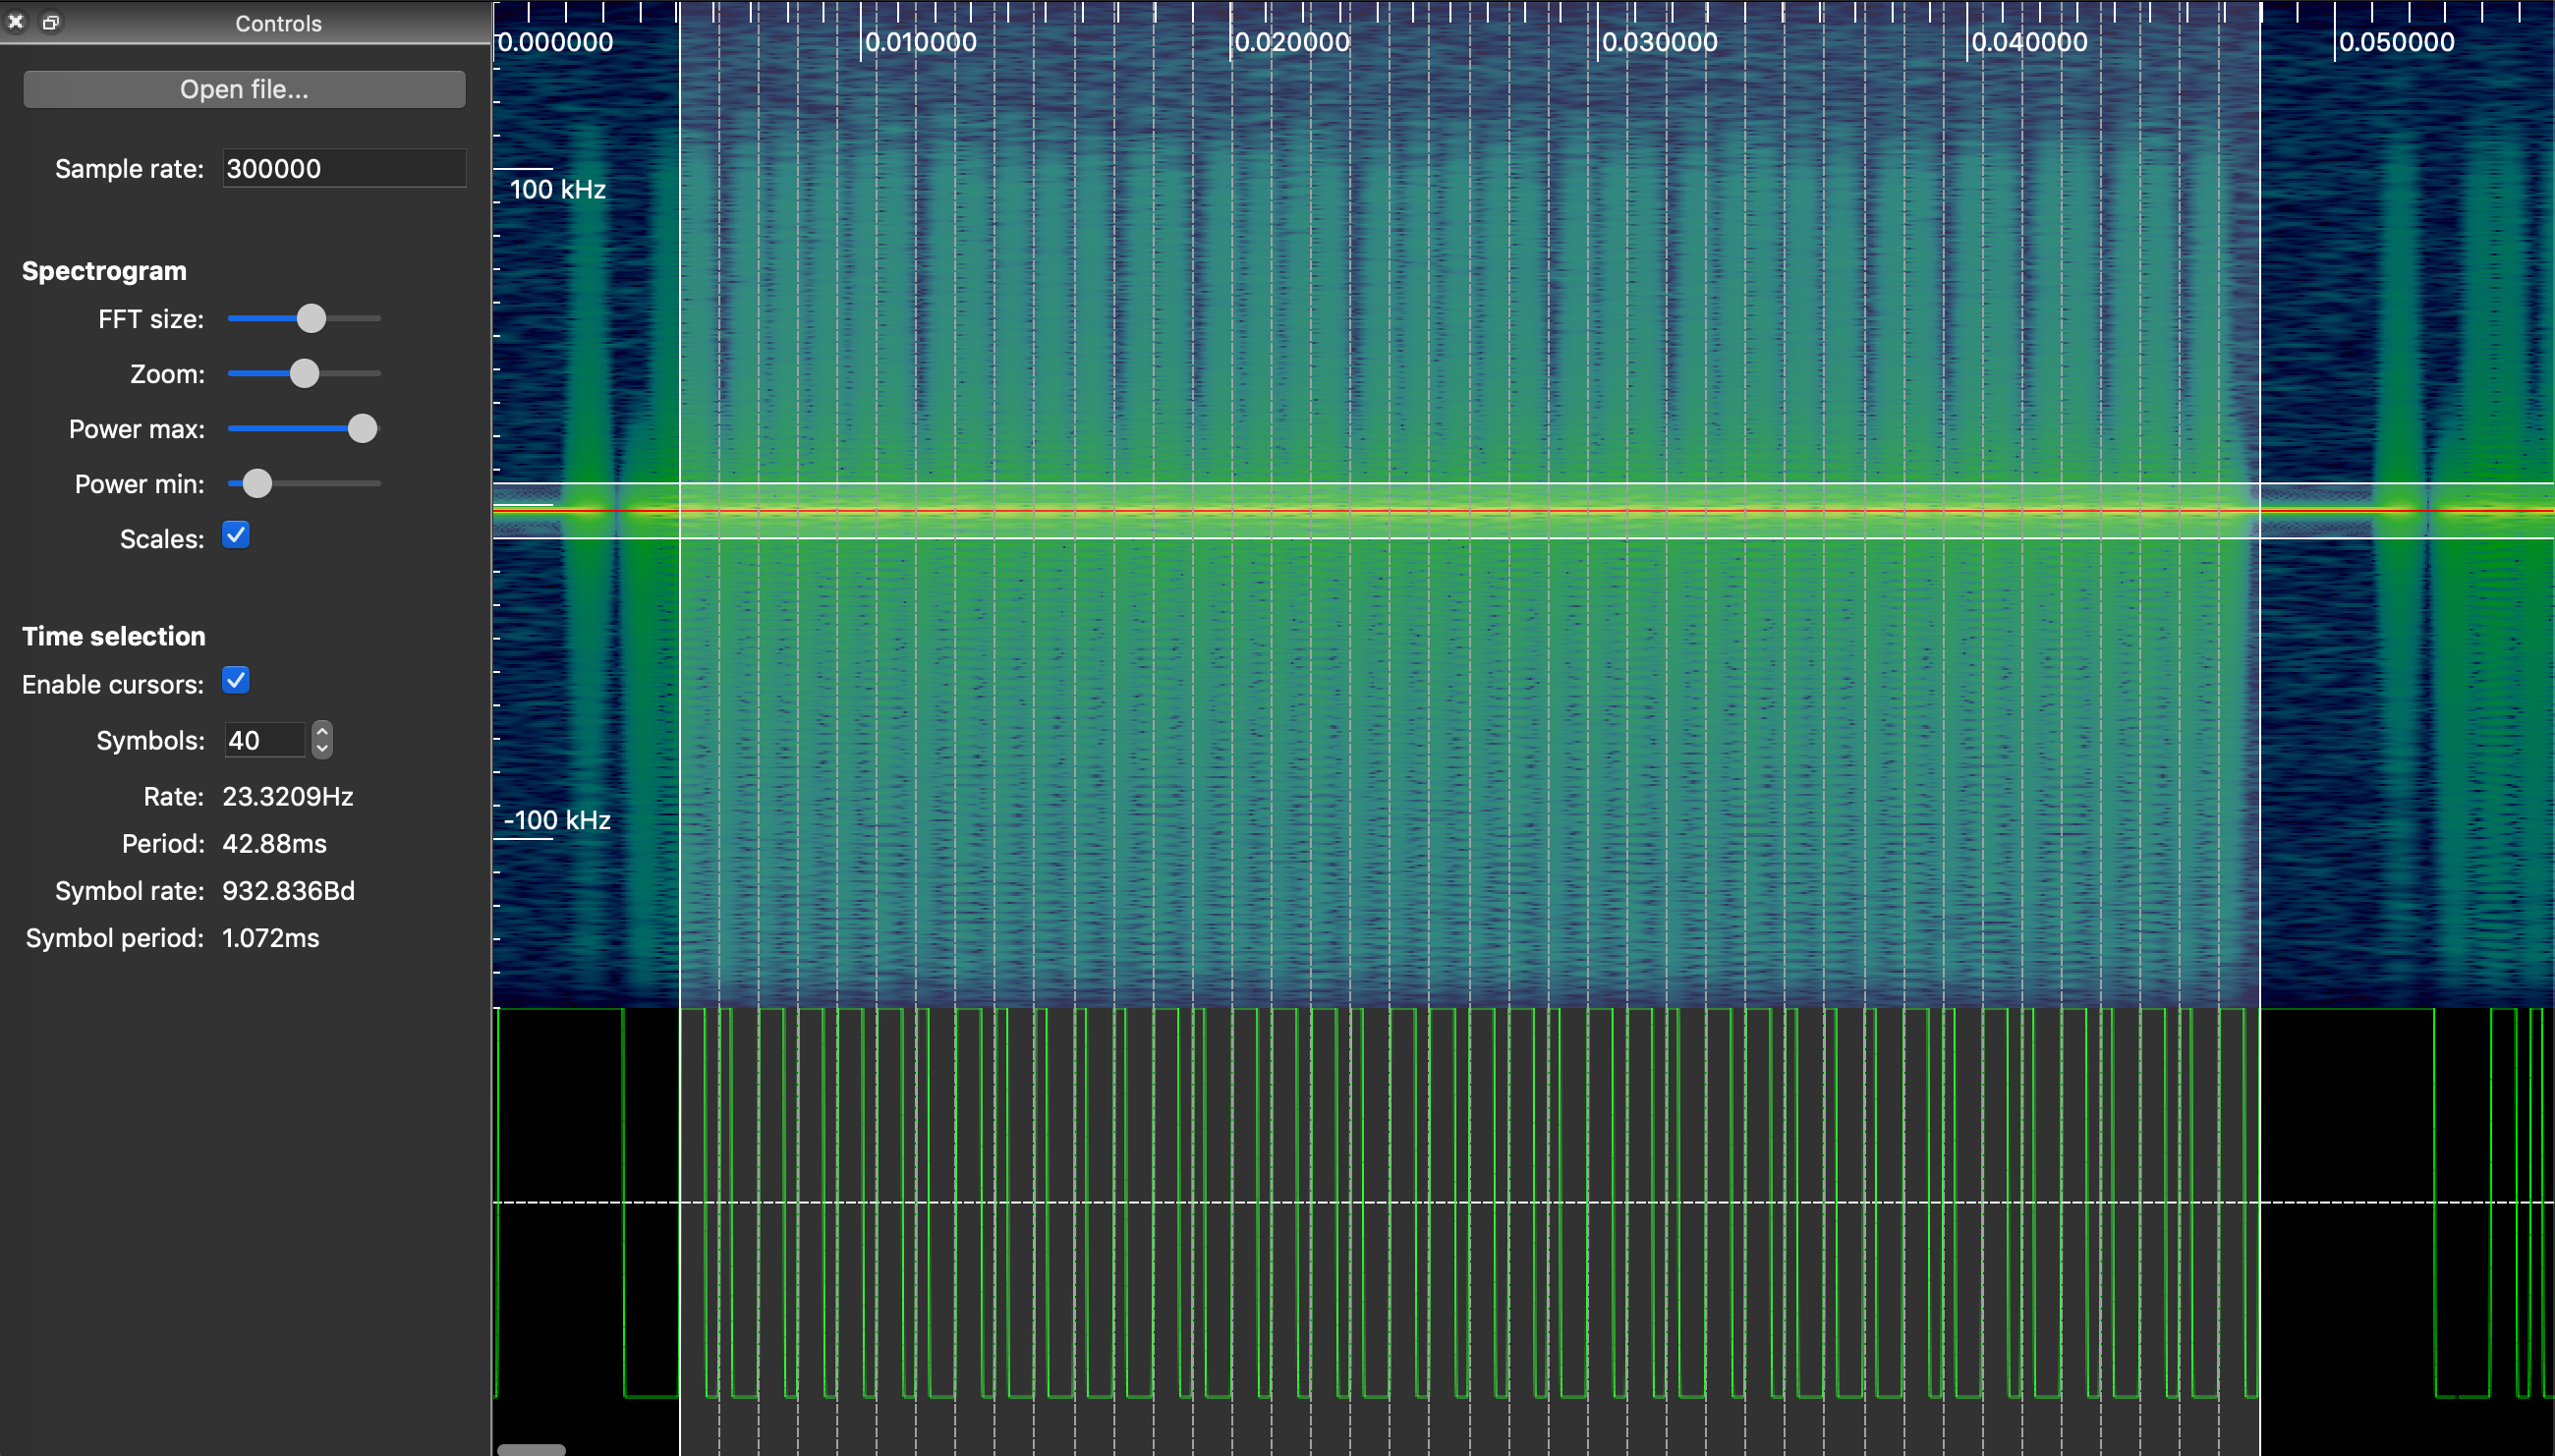 Controls
Open file...
Sample rate: 300000
Spectrogram
FFT size:
Zoom:
Power max:
Power min:
Scales:
Time selection
Enable cursors:
Symbols: 40
Rate: 23.3209Hz
Period: 42.88ms
Symbol rate: 932.836Bd
Symbol period: 1.072ms
0.000000 0.010000 0.020000 0.030000 0.040000 0.050000
100 kHz
-100 kHz